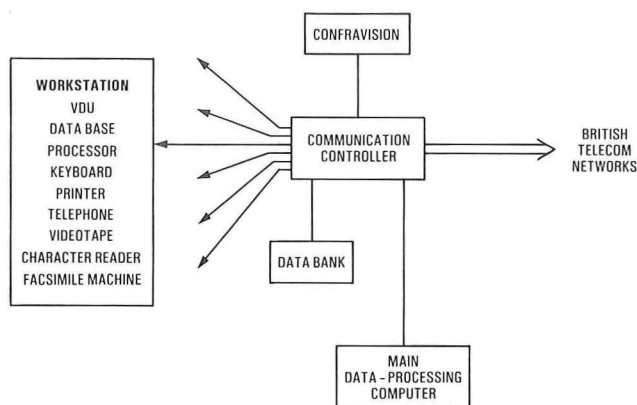 CONFRAVISION
WORKSTATION
VDU
DATA BASE
PROCESSOR
KEYBOARD
PRINTER
TELEPHONE
VIDEOTAPE
CHARACTER READER
FACSIMILE MACHINE
COMMUNICATION
CONTROLLER
BRITISH
TELECOM
NETWORKS
DATA BANK
MAIN
DATA - PROCESSING
COMPUTER